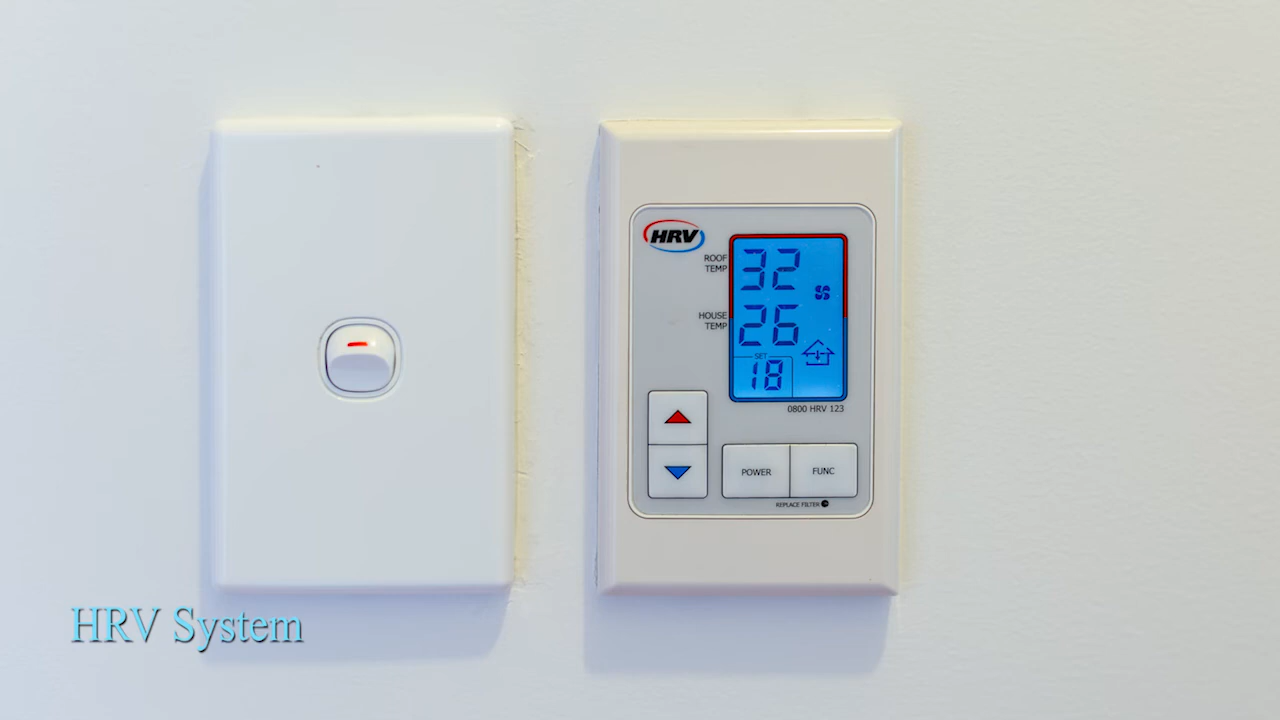 HRV
ROOF
TEMP
32
HOUSE
TEMP
26
SET
18
0800 HRV 123
POWER
FUNC
REPLACE FILTER
HRV System